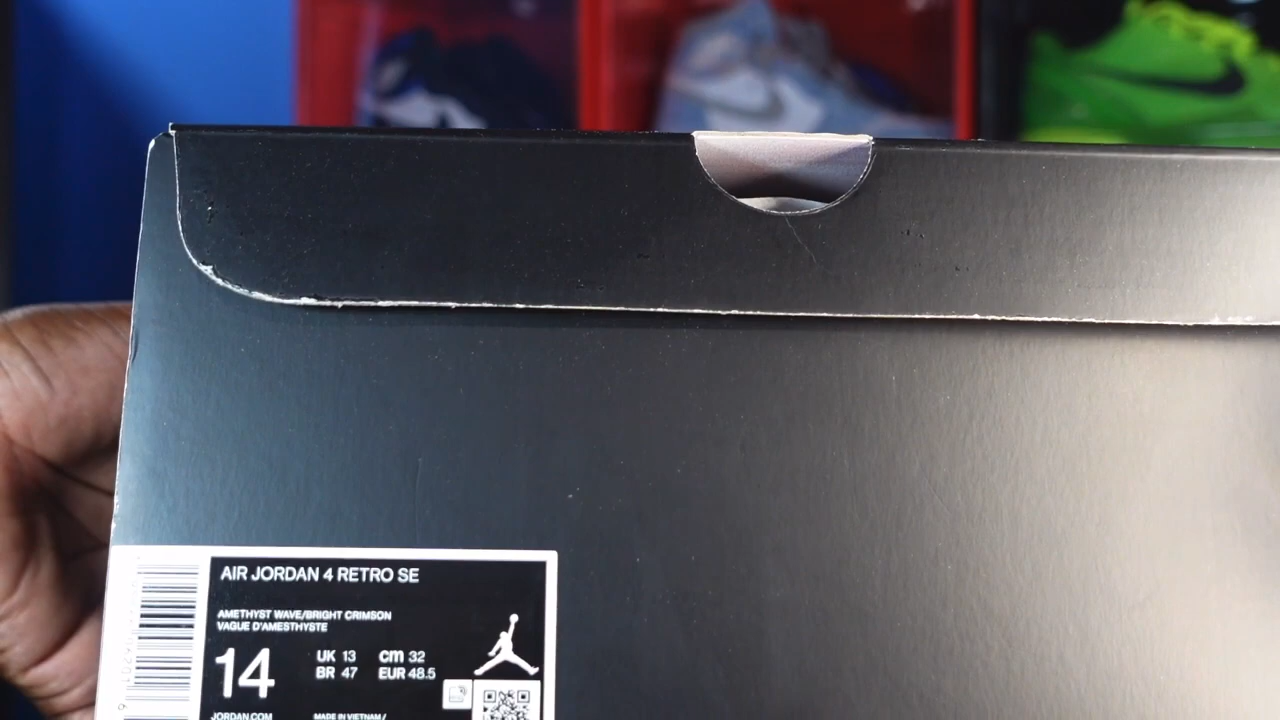 AIR JORDAN 4 RETRO SE
AMETHYST WAVE/BRIGHT CRIMSON
VAGUE D'AMESTHYSTE
14
UK 13 cm 32
BR 47 EUR 48.5
JORDAN.COM MADE IN VIETNAM /